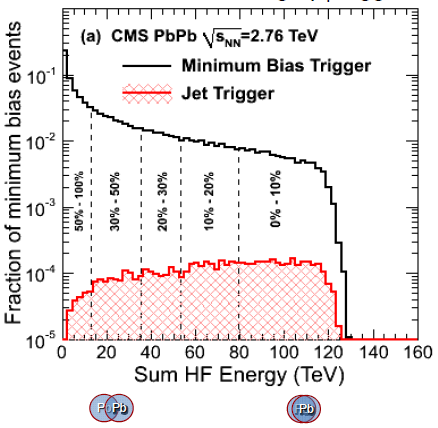 (a) CMS PbPb √sNN=2.76 TeV
Minimum Bias Trigger
Jet Trigger
Fraction of minimum bias events
10-1
10-2
10-3
10-4
10-5
50% - 100%
30% - 50%
20% - 30%
10% - 20%
0% - 10%
0 20 40 60 80 100 120 140 160
Sum HF Energy (TeV)
Pb
Pb